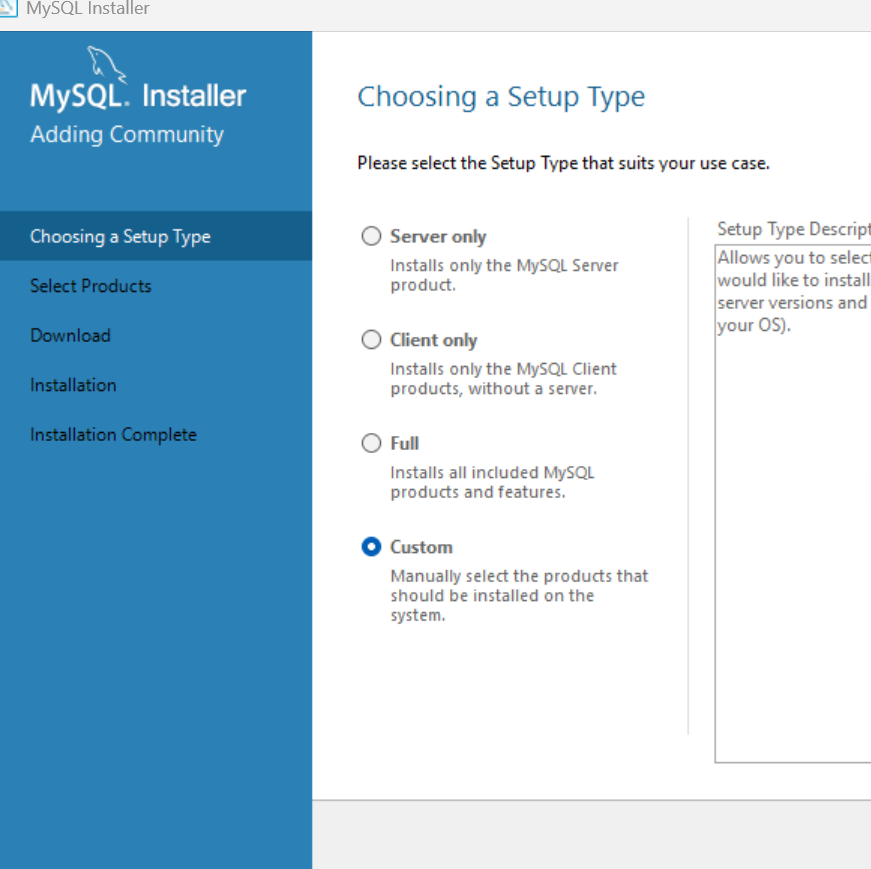 MySQL Installer
MySQL. Installer
Adding Community
Choosing a Setup Type
Select Products
Download
Installation
Installation Complete
Choosing a Setup Type
Please select the Setup Type that suits your use case.
Server only
Installs only the MySQL Server
product.
Client only
Installs only the MySQL Client
products, without a server.
Full
Installs all included MySQL
products and features.
Custom
Manually select the products that
should be installed on the
system.
Setup Type Descript
Allows you to select
would like to install
server versions and
your OS).